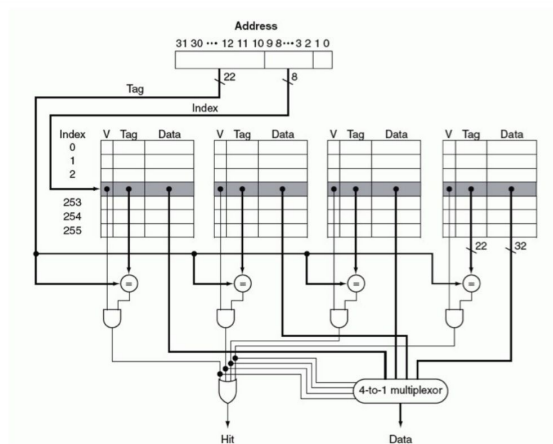 Address
31 30 ··· 12 11 10 9 8···3 2 1 0
22
8
Tag
Index
Index V Tag Data V Tag Data V Tag Data V Tag Data
0
1
2
253
254
255
22
32
= = = =
4-to-1 multiplexor
Hit
Data